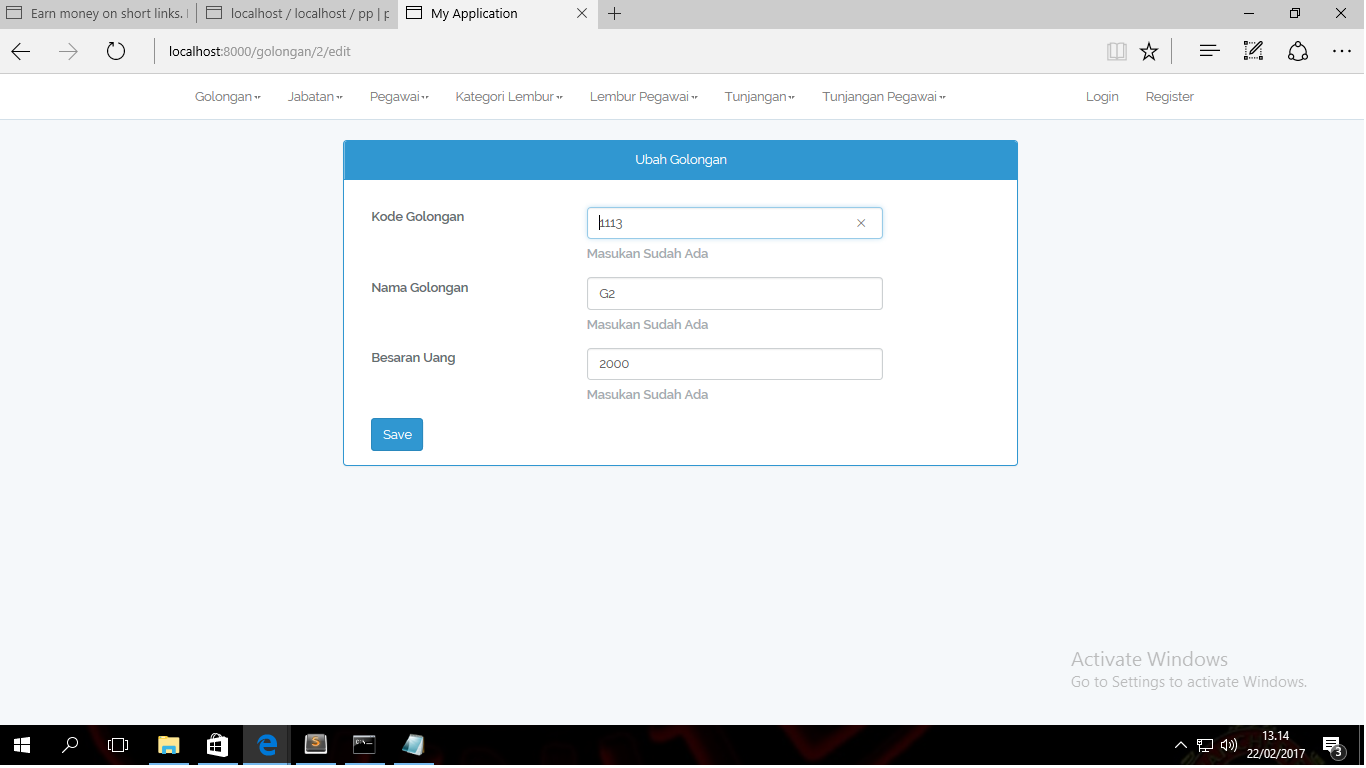 Earn money on short links.
localhost / localhost / pp | p
My Application
localhost:8000/golongan/2/edit
Golongan Jabatan Pegawai Kategori Lembur Lembur Pegawai Tunjangan Tunjangan Pegawai Login Register
Ubah Golongan
Kode Golongan
1113
Masukan Sudah Ada
Nama Golongan
G2
Masukan Sudah Ada
Besaran Uang
2000
Masukan Sudah Ada
Save
Activate Windows
Go to Settings to activate Windows.
13.14
22/02/2017
3